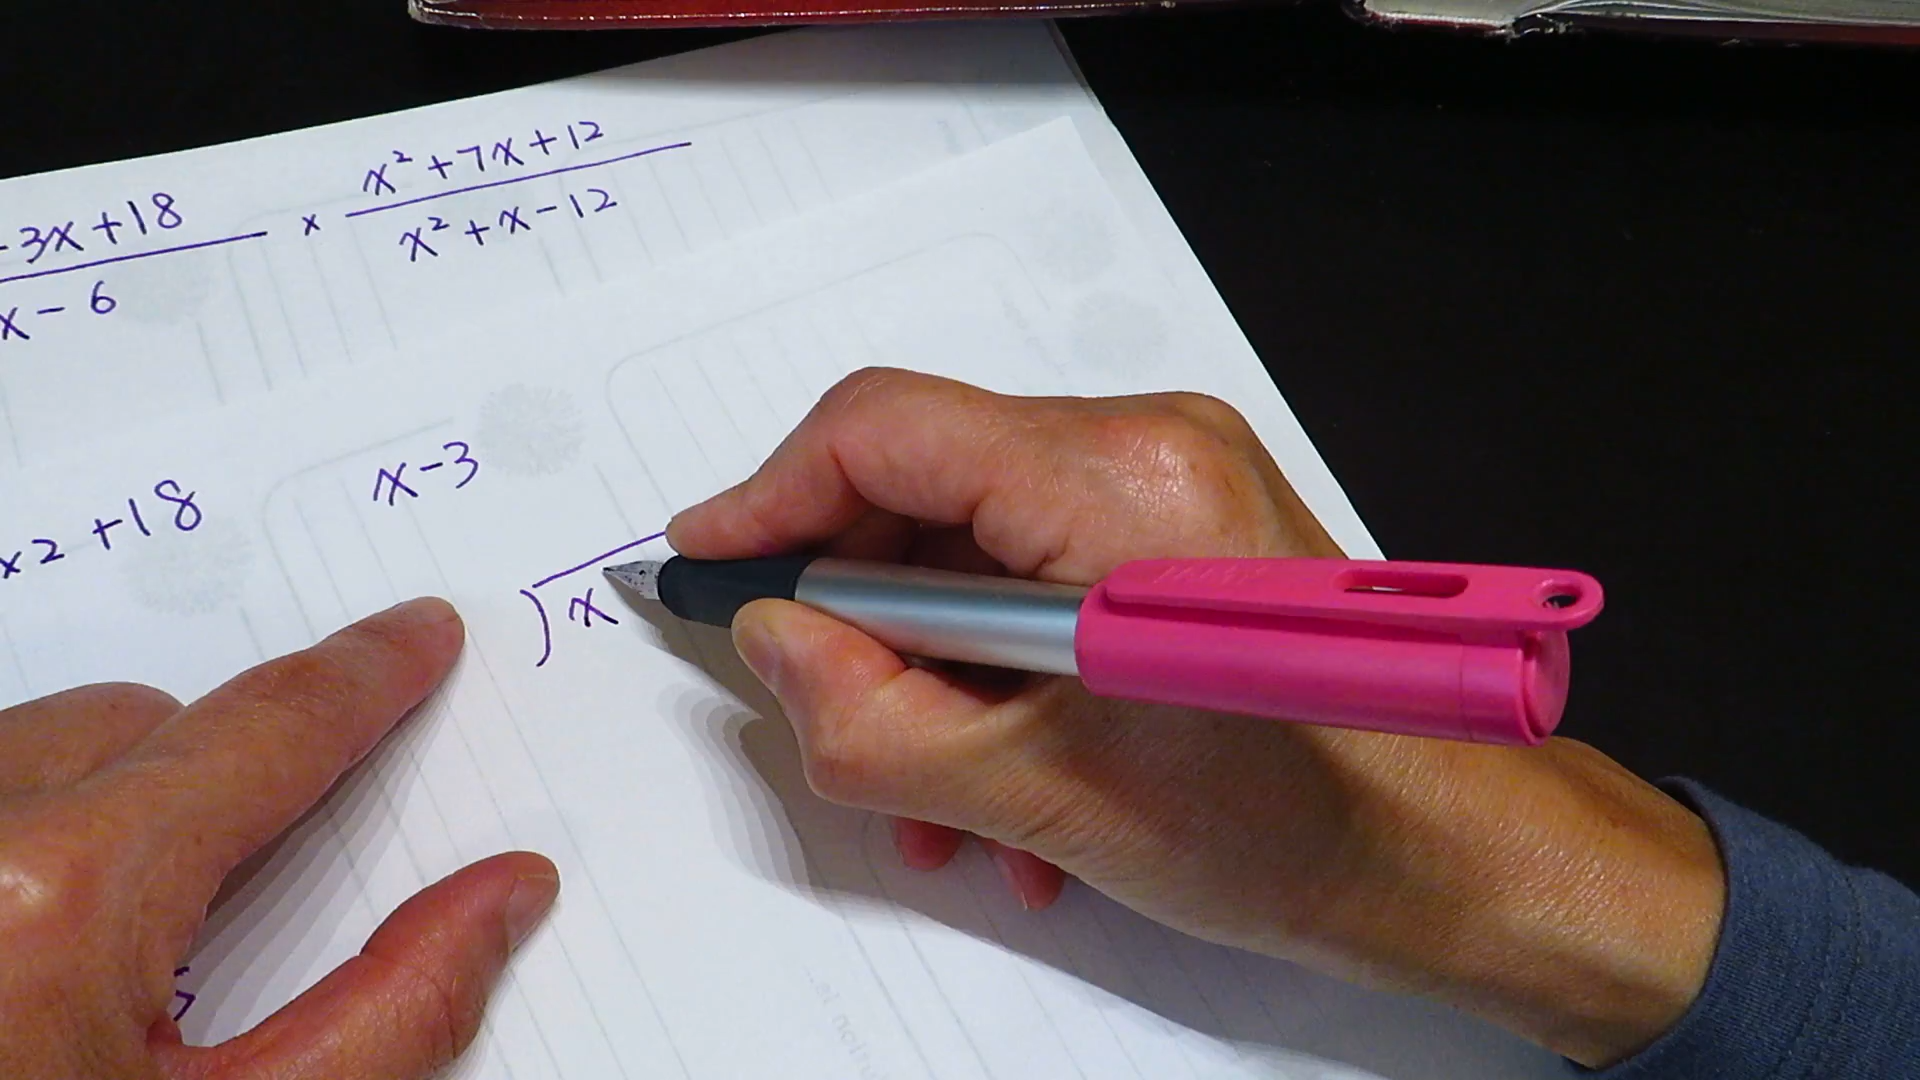 x² + 7x + 12
- 3x + 18 ×
x² + x - 12
x - 6
x - 3
x2 + 18
) x